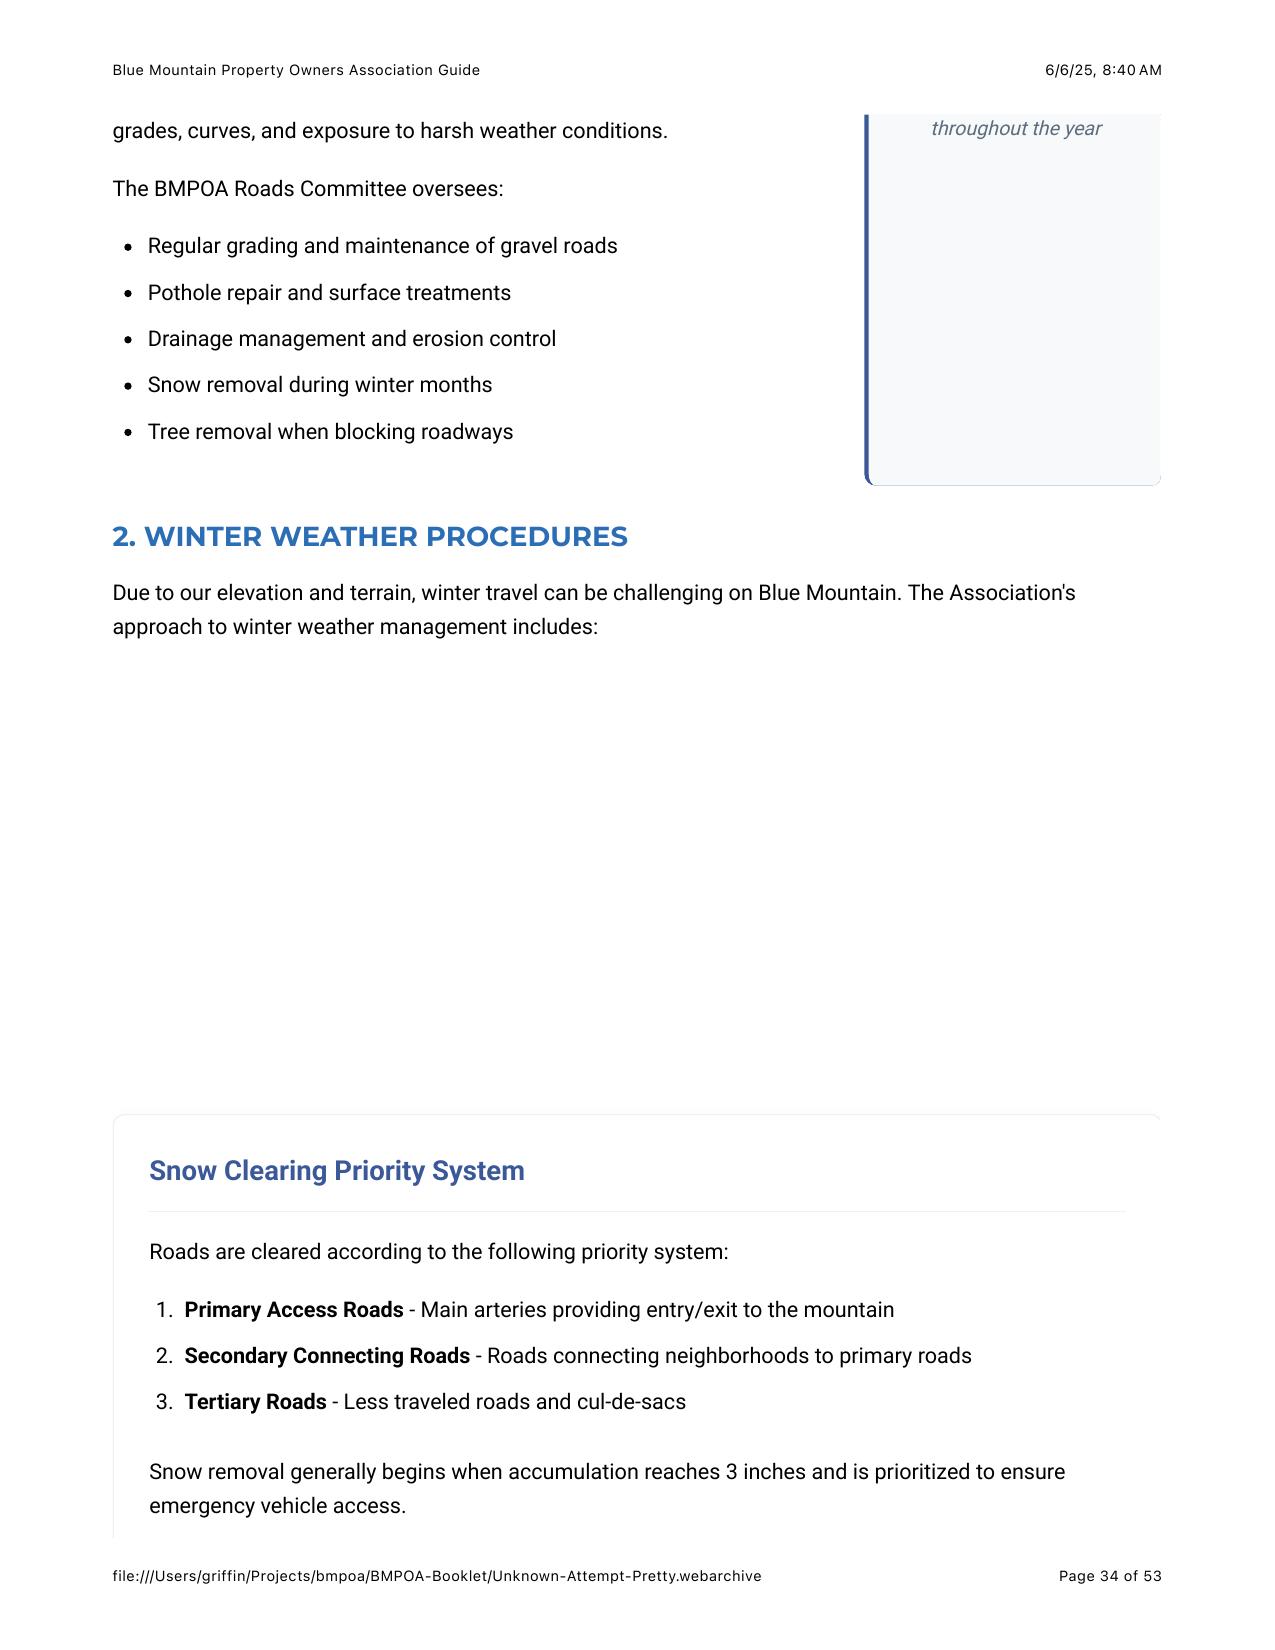 Blue Mountain Property Owners Association Guide
6/6/25, 8:40 AM
grades, curves, and exposure to harsh weather conditions.
throughout the year
The BMPOA Roads Committee oversees:
• Regular grading and maintenance of gravel roads
• Pothole repair and surface treatments
• Drainage management and erosion control
• Snow removal during winter months
• Tree removal when blocking roadways
2. WINTER WEATHER PROCEDURES
Due to our elevation and terrain, winter travel can be challenging on Blue Mountain. The Association's
approach to winter weather management includes:
Snow Clearing Priority System
Roads are cleared according to the following priority system:
1. Primary Access Roads - Main arteries providing entry/exit to the mountain
2. Secondary Connecting Roads - Roads connecting neighborhoods to primary roads
3. Tertiary Roads - Less traveled roads and cul-de-sacs
Snow removal generally begins when accumulation reaches 3 inches and is prioritized to ensure
emergency vehicle access.
file:///Users/griffin/Projects/bmpoa/BMPOA-Booklet/Unknown-Attempt-Pretty.webarchive
Page 34 of 53